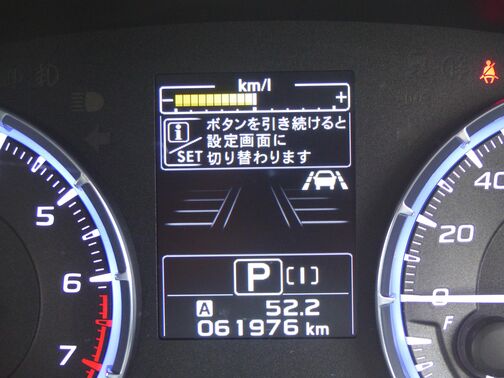 km/l
- +
i ボタンを引き続けると
設定画面に
/SET 切り替わります
5
6
7
40
20
0
F
P [I]
A 52.2
061976 km